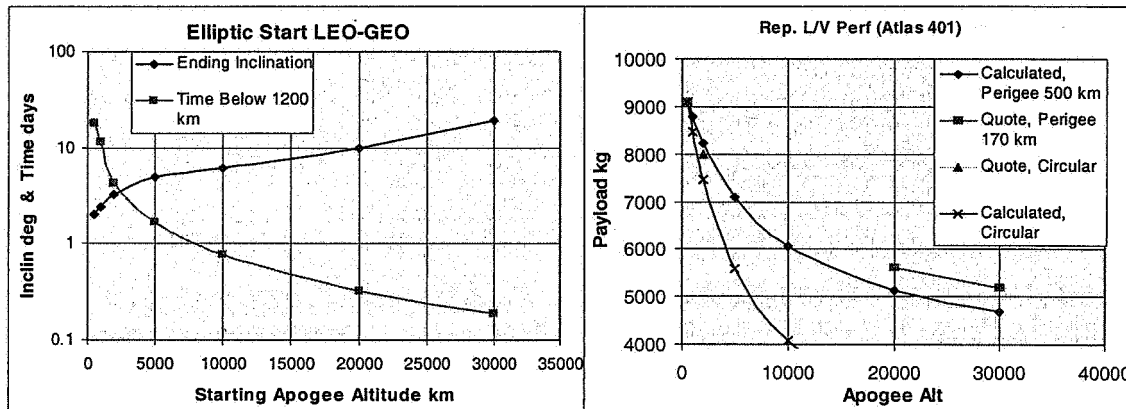 Elliptic Start LEO-GEO
100
10
1
0.1
Inclin deg & Time days
Ending Inclination
Time Below 1200
km
0 5000 10000 15000 20000 25000 30000 35000
Starting Apogee Altitude km
Rep. L/V Perf (Atlas 401)
10000
9000
8000
7000
6000
5000
4000
Payload kg
Calculated,
Perigee 500 km
Quote, Perigee
170 km
Quote, Circular
Calculated,
Circular
0 10000 20000 30000 40000
Apogee Alt